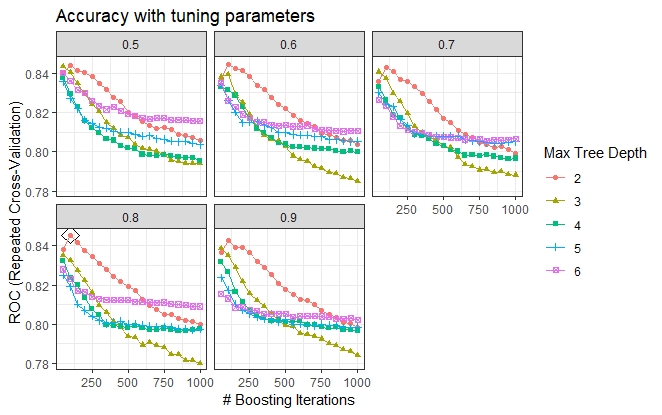 Accuracy with tuning parameters
0.5
0.6
0.7
0.84
0.82
0.80
0.78
250 500 750 1000
0.8
0.9
0.84
0.82
0.80
0.78
250 500 750 1000
250 500 750 1000
# Boosting Iterations
ROC (Repeated Cross-Validation)
Max Tree Depth
2
3
4
5
6